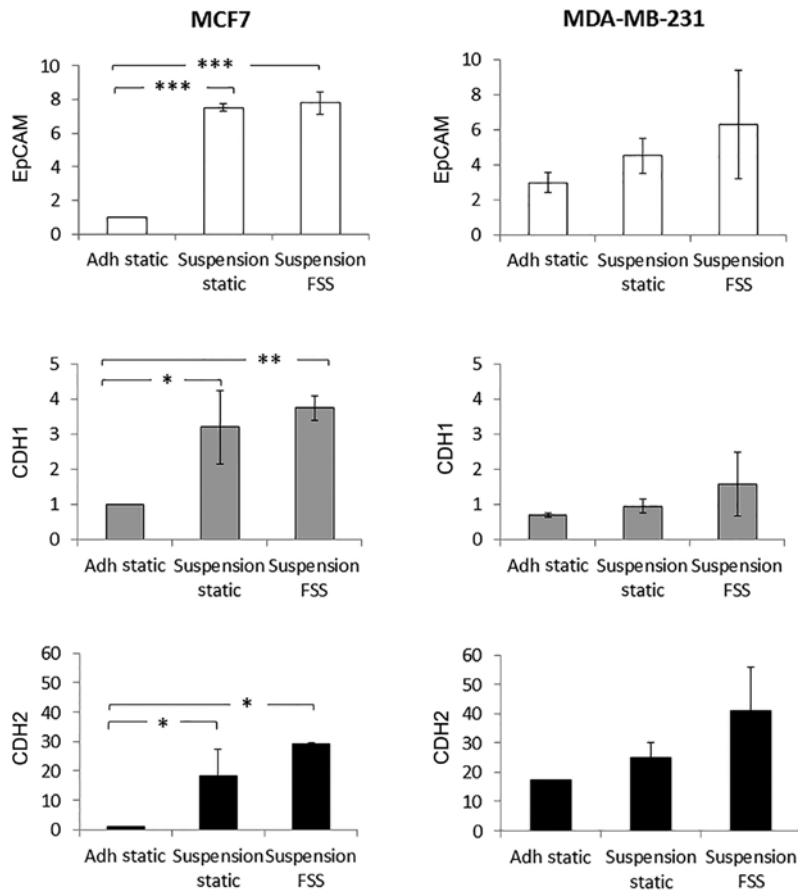 MCF7
MDA-MB-231
EpCAM
10
8
6
4
2
0
***
***
Adh static
Suspension
static
Suspension
FSS
EpCAM
10
8
6
4
2
0
Adh static
Suspension
static
Suspension
FSS
CDH1
5
4
3
2
1
0
**
*
Adh static
Suspension
static
Suspension
FSS
CDH1
5
4
3
2
1
0
Adh static
Suspension
static
Suspension
FSS
CDH2
60
50
40
30
20
10
0
*
*
Adh static
Suspension
static
Suspension
FSS
CDH2
60
50
40
30
20
10
0
Adh static
Suspension
static
Suspension
FSS